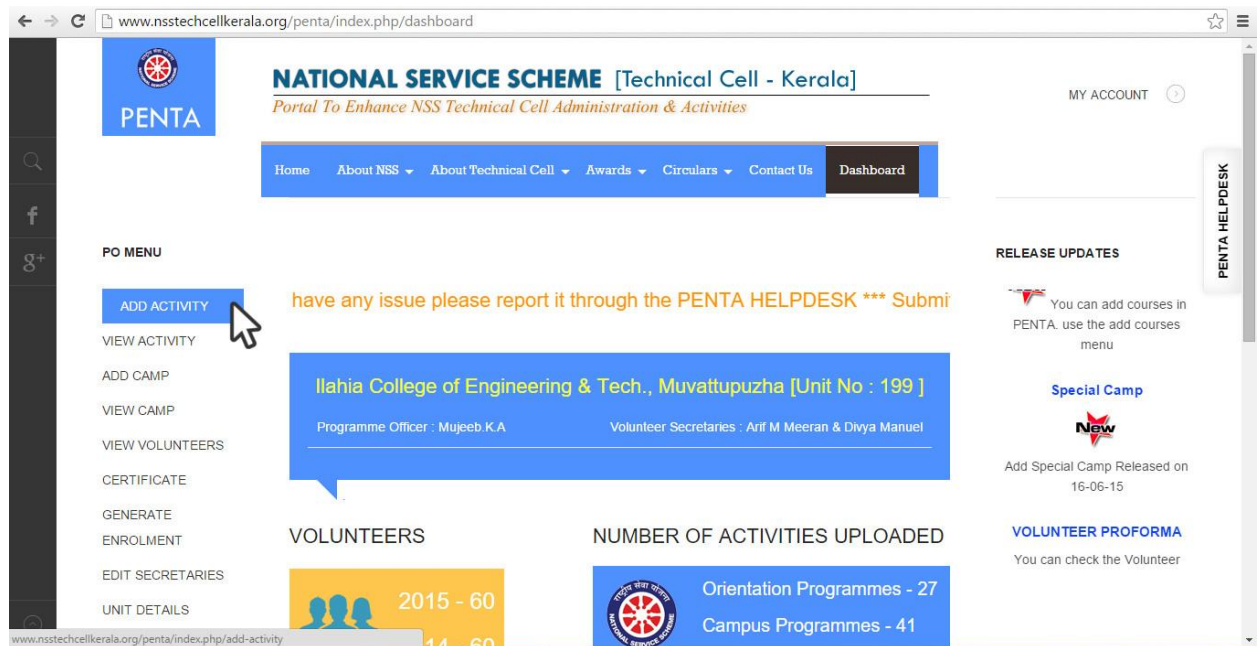 www.nsstechcellkerala.org/penta/index.php/dashboard
PENTA
NATIONAL SERVICE SCHEME [Technical Cell - Kerala]
Portal To Enhance NSS Technical Cell Administration & Activities
MY ACCOUNT
Home About NSS About Technical Cell Awards Circulars Contact Us Dashboard
PENTA HELPDESK
f
g+
PO MENU
ADD ACTIVITY
VIEW ACTIVITY
ADD CAMP
VIEW CAMP
VIEW VOLUNTEERS
CERTIFICATE
GENERATE
ENROLMENT
EDIT SECRETARIES
UNIT DETAILS
have any issue please report it through the PENTA HELPDESK *** Submi
Ilahia College of Engineering & Tech., Muvattupuzha [Unit No : 199 ]
Programme Officer : Mujeeb.K.A Volunteer Secretaries : Arif M Meeran & Divya Manuel
VOLUNTEERS
2015 - 60
NUMBER OF ACTIVITIES UPLOADED
Orientation Programmes - 27
Campus Programmes - 41
RELEASE UPDATES
You can add courses in
PENTA. use the add courses
menu
Special Camp
New
Add Special Camp Released on
16-06-15
VOLUNTEER PROFORMA
You can check the Volunteer
www.nsstechcellkerala.org/penta/index.php/add-activity